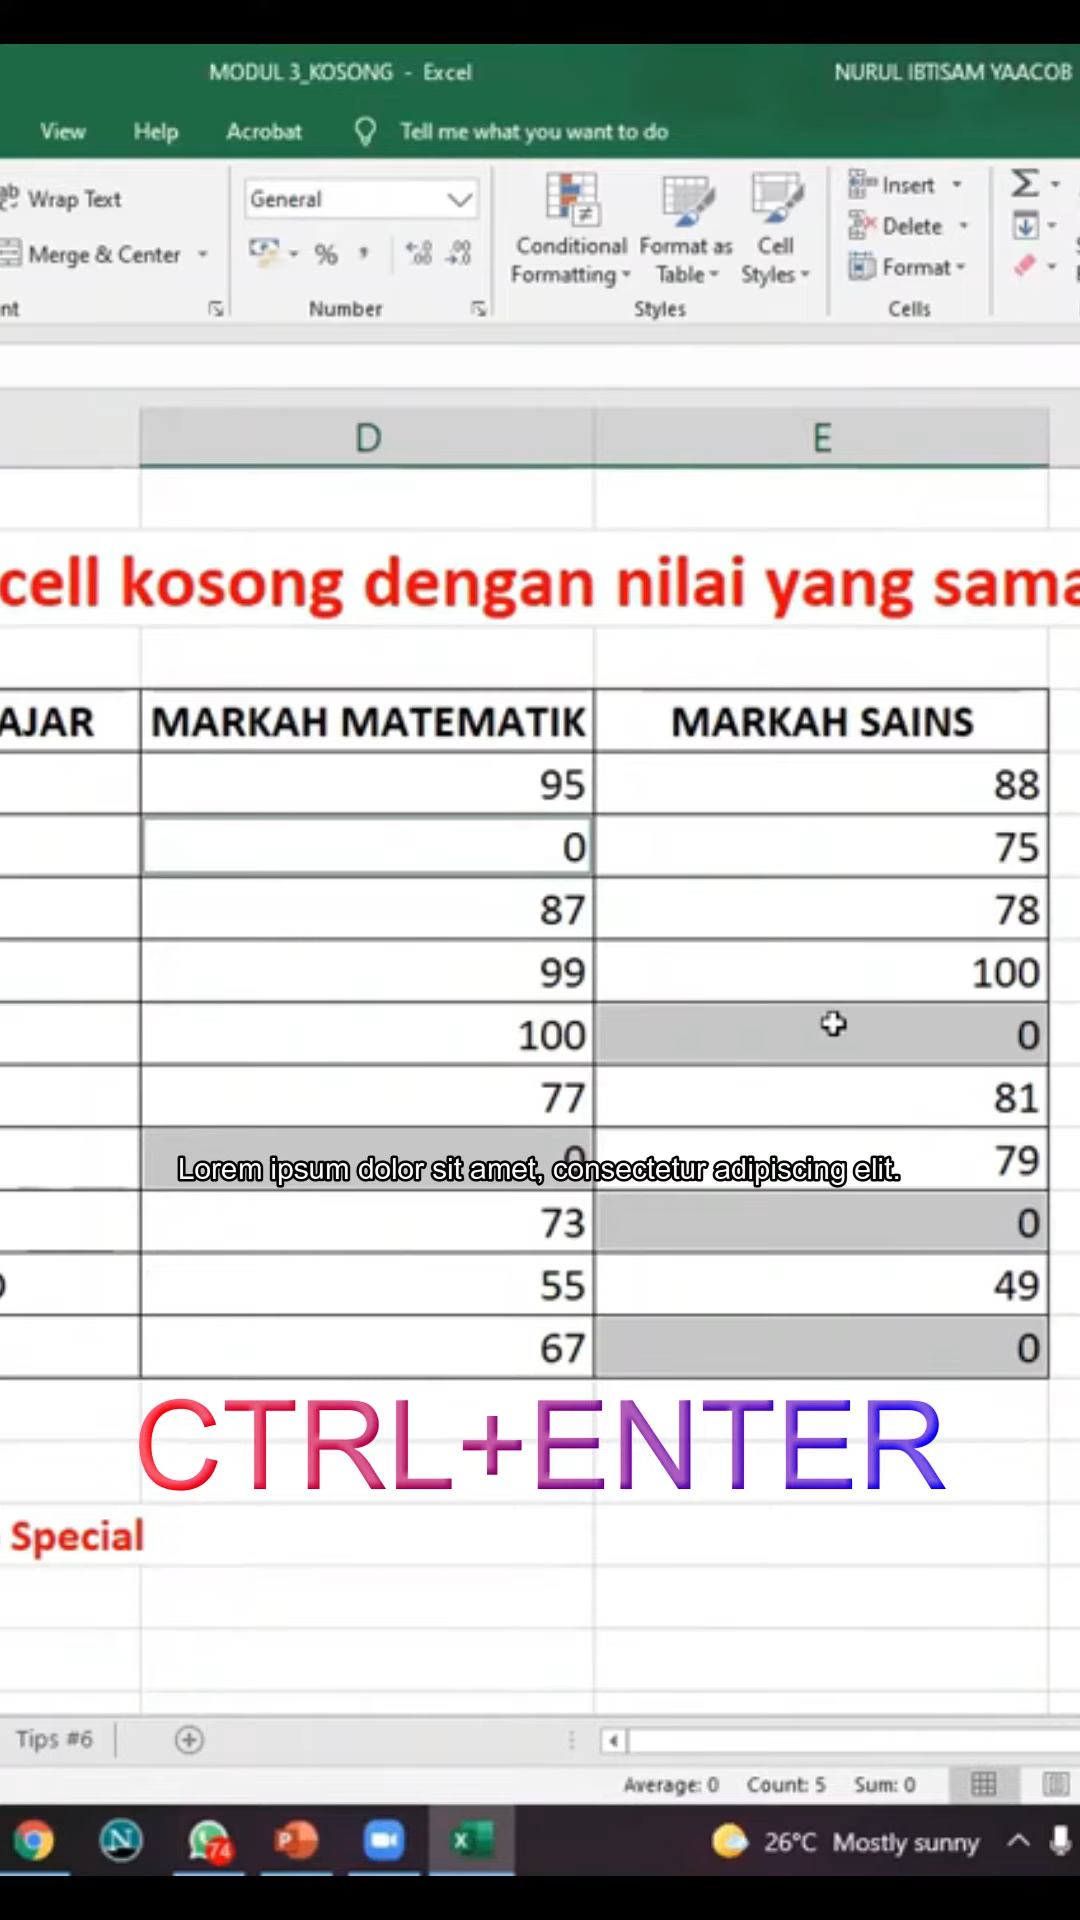 MODUL 3_KOSONG - Excel NURUL IBTISAM YAACOB
View Help Acrobat Tell me what you want to do
ab Wrap Text General Insert
Merge & Center % , Conditional Formatting Format as Table Cell Styles Delete
Format
nt Number Styles Cells
D E
cell kosong dengan nilai yang sama
AJAR MARKAH MATEMATIK MARKAH SAINS
95 88
0 75
87 78
99 100
100 0
77 81
0 79
Lorem ipsum dolor sit amet, consectetur adipiscing elit.
73 0
55 49
67 0
CTRL+ENTER
Special
Tips #6
Average: 0 Count: 5 Sum: 0
74 26°C Mostly sunny